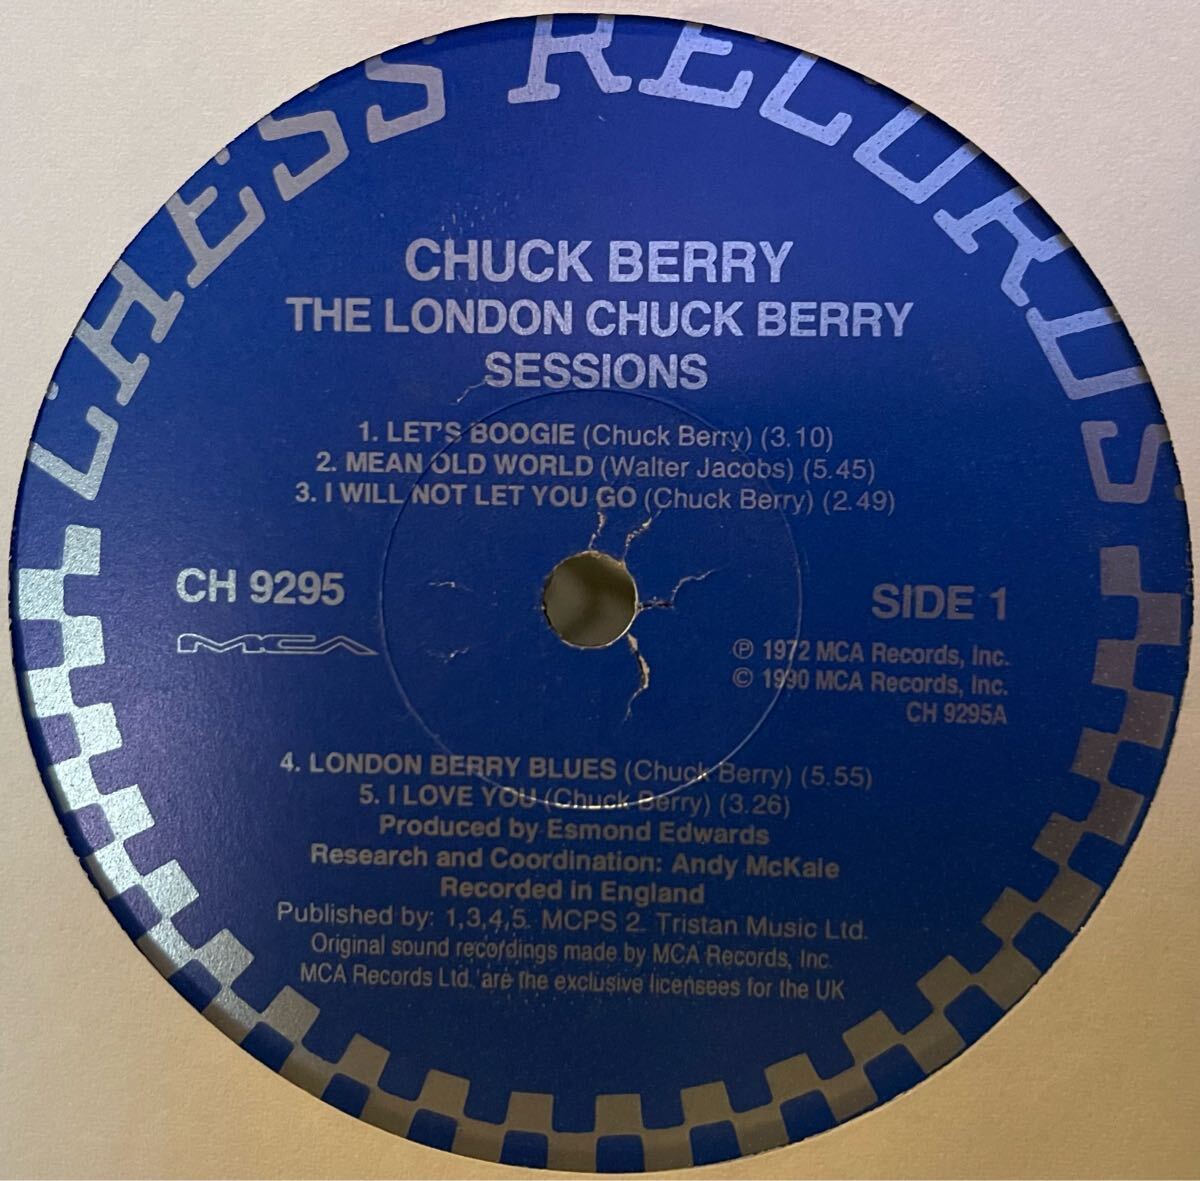 CHESS RECORDS
CHUCK BERRY
THE LONDON CHUCK BERRY
SESSIONS
1. LET'S BOOGIE (Chuck Berry) (3.10)
2. MEAN OLD WORLD (Walter Jacobs) (5.45)
3. I WILL NOT LET YOU GO (Chuck Berry) (2.49)
CH 9295
MCA
SIDE 1
Ⓟ 1972 MCA Records, Inc.
© 1990 MCA Records, Inc.
CH 9295A
4. LONDON BERRY BLUES (Chuck Berry) (5.55)
5. I LOVE YOU (Chuck Berry) (3.26)
Produced by Esmond Edwards
Research and Coordination: Andy McKaie
Recorded in England
Published by: 1,3,4,5. MCPS 2. Tristan Music Ltd.
Original sound recordings made by MCA Records, Inc.
MCA Records Ltd. are the exclusive licensees for the UK